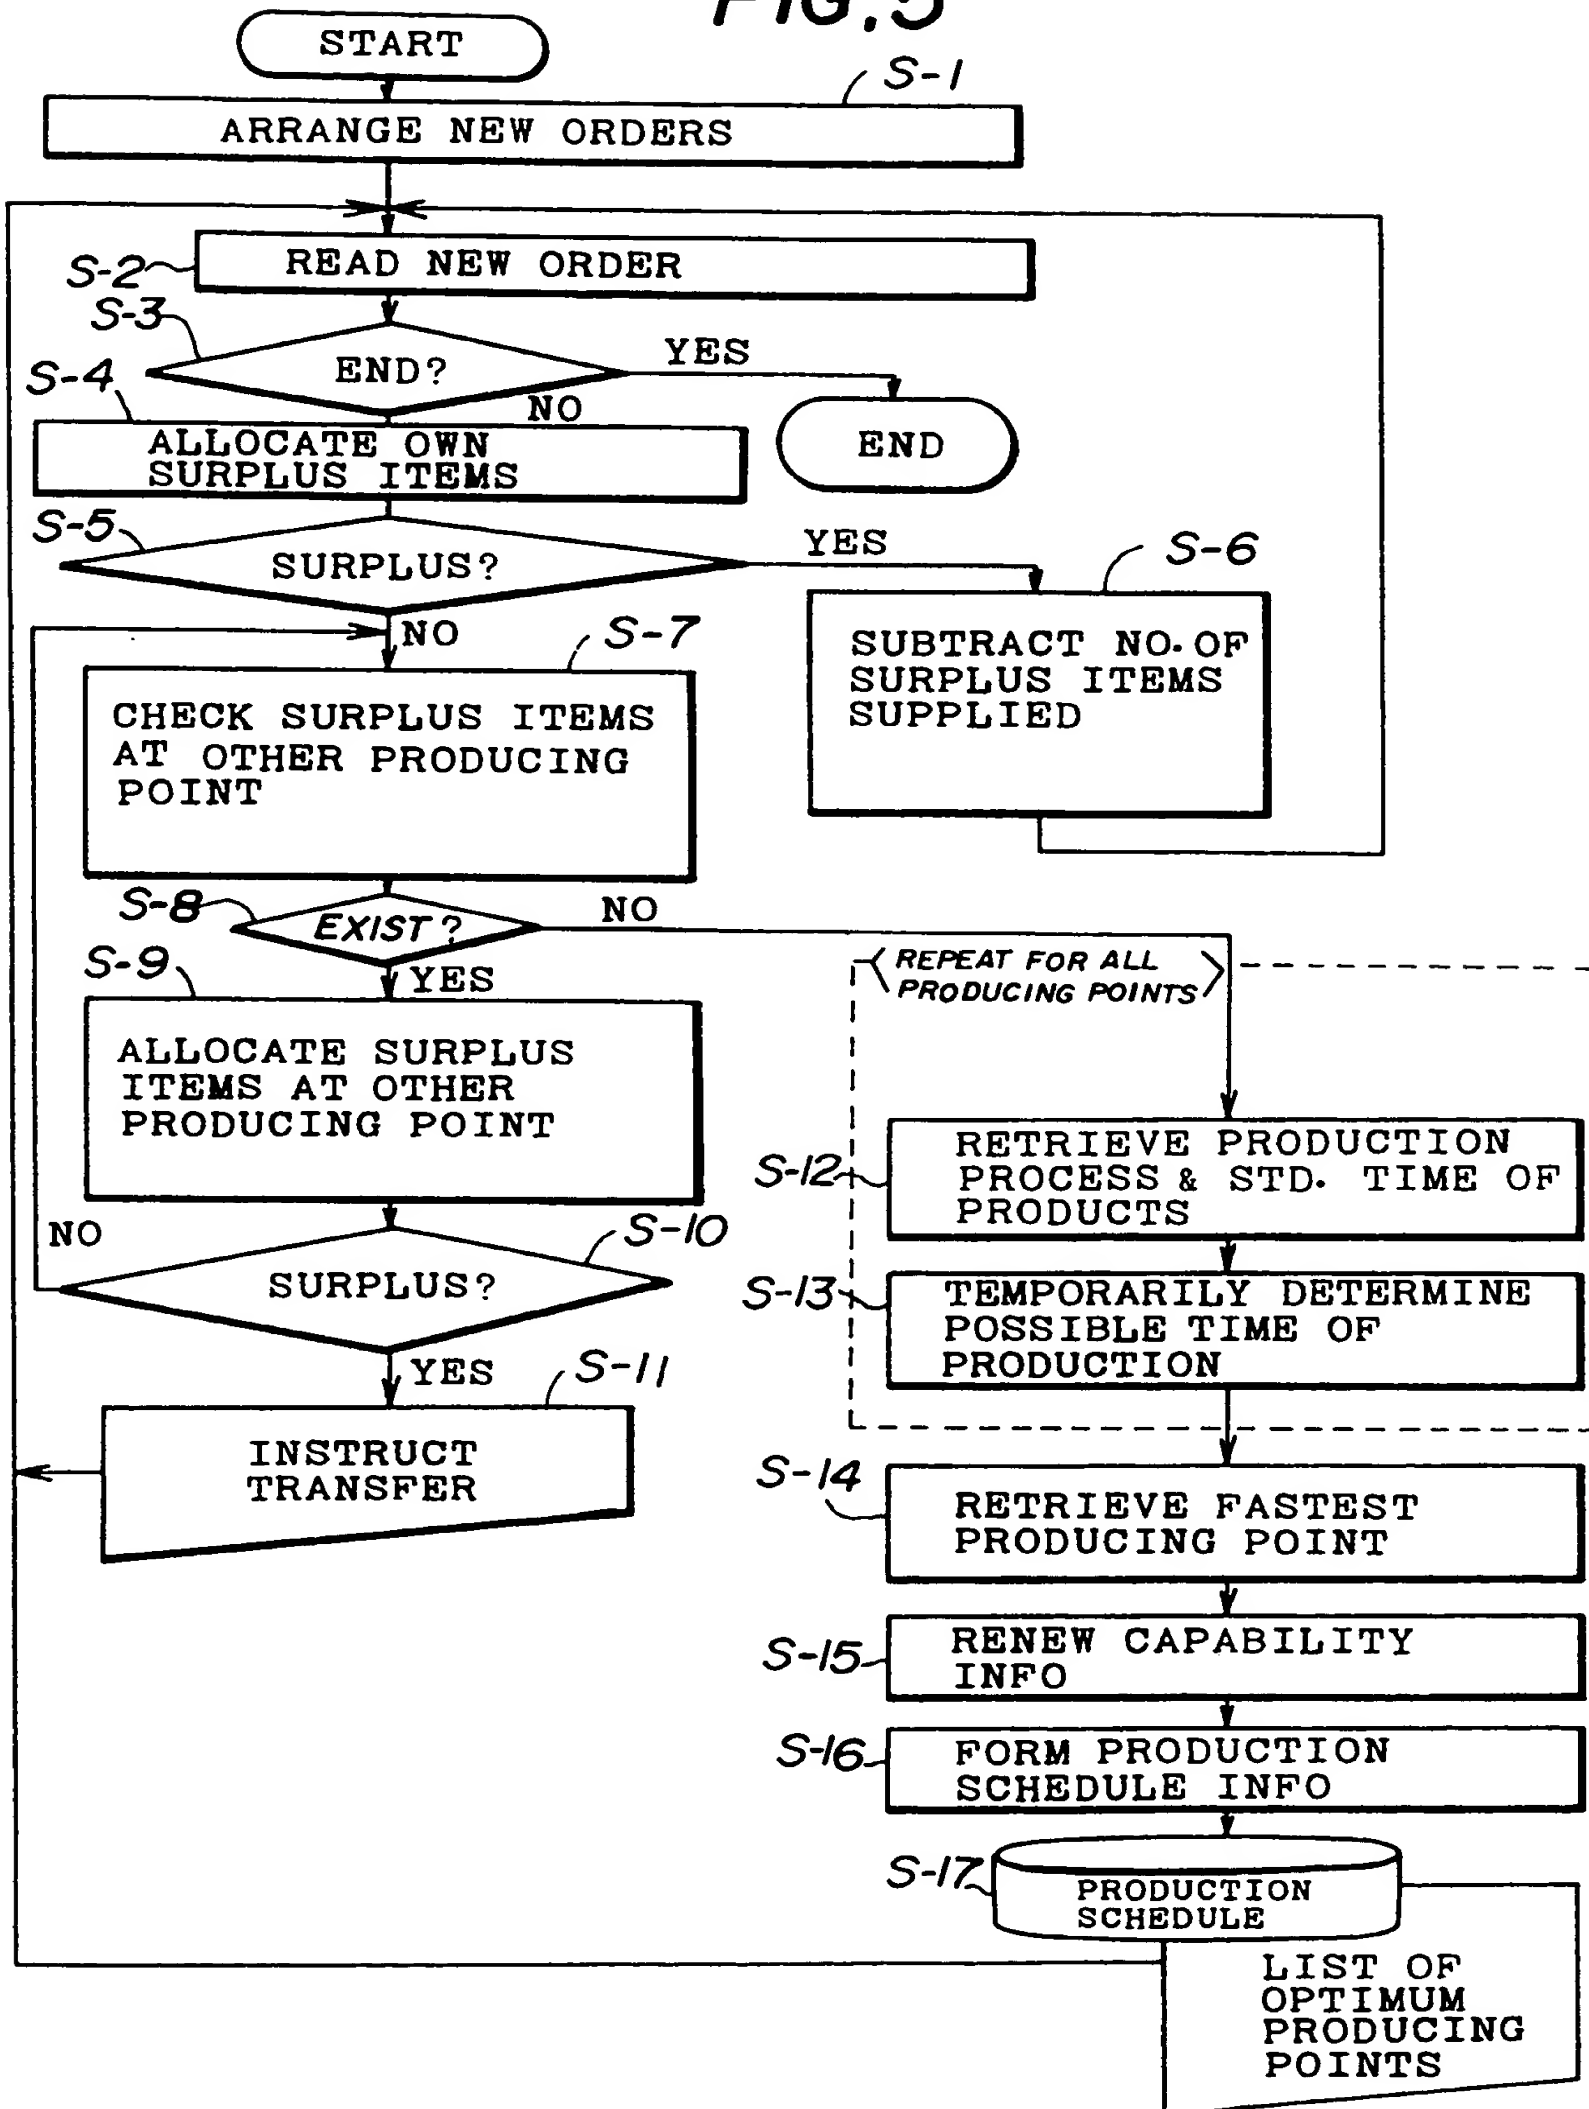 FIG. 5
START
S-1
ARRANGE NEW ORDERS
S-2
READ NEW ORDER
S-3
END?
YES
NO
END
S-4
ALLOCATE OWN
SURPLUS ITEMS
S-5
SURPLUS?
YES
NO
S-6
SUBTRACT NO. OF
SURPLUS ITEMS
SUPPLIED
S-7
CHECK SURPLUS ITEMS
AT OTHER PRODUCING
POINT
S-8
EXIST?
NO
YES
S-9
ALLOCATE SURPLUS
ITEMS AT OTHER
PRODUCING POINT
S-10
SURPLUS?
NO
YES
S-11
INSTRUCT
TRANSFER
REPEAT FOR ALL
PRODUCING POINTS
S-12
RETRIEVE PRODUCTION
PROCESS & STD. TIME OF
PRODUCTS
S-13
TEMPORARILY DETERMINE
POSSIBLE TIME OF
PRODUCTION
S-14
RETRIEVE FASTEST
PRODUCING POINT
S-15
RENEW CAPABILITY
INFO
S-16
FORM PRODUCTION
SCHEDULE INFO
S-17
PRODUCTION
SCHEDULE
LIST OF
OPTIMUM
PRODUCING
POINTS